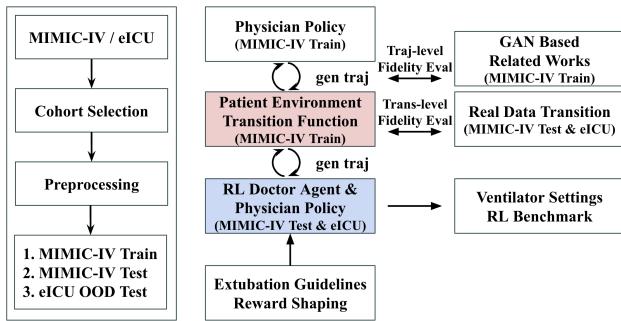 MIMIC-IV / eICU
Cohort Selection
Preprocessing
1. MIMIC-IV Train
2. MIMIC-IV Test
3. eICU OOD Test
Physician Policy
(MIMIC-IV Train)
gen traj
Patient Environment
Transition Function
(MIMIC-IV Train)
gen traj
RL Doctor Agent &
Physician Policy
(MIMIC-IV Test & eICU)
Extubation Guidelines
Reward Shaping
Traj-level
Fidelity Eval
GAN Based
Related Works
(MIMIC-IV Train)
Trans-level
Fidelity Eval
Real Data Transition
(MIMIC-IV Test & eICU)
Ventilator Settings
RL Benchmark